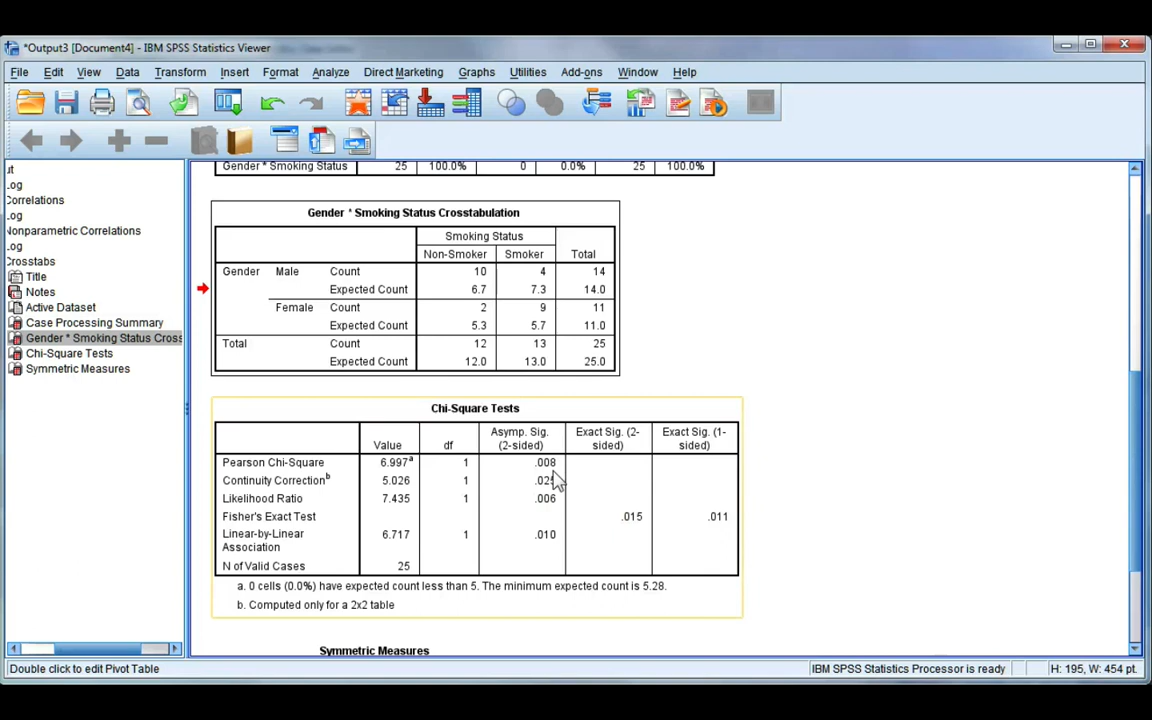 *Output3 [Document4] - IBM SPSS Statistics Viewer
File Edit View Data Transform Insert Format Analyze Direct Marketing Graphs Utilities Add-ons Window Help
ut
Log
Correlations
Log
Nonparametric Correlations
Log
Crosstabs
Title
Notes
Active Dataset
Case Processing Summary
Gender * Smoking Status Cross
Chi-Square Tests
Symmetric Measures
Gender * Smoking Status 25 100.0% 0 0.0% 25 100.0%
Gender * Smoking Status Crosstabulation
Smoking Status
Non-Smoker Smoker Total
Gender Male Count 10 4 14
Expected Count 6.7 7.3 14.0
Female Count 2 9 11
Expected Count 5.3 5.7 11.0
Total Count 12 13 25
Expected Count 12.0 13.0 25.0
Chi-Square Tests
Value df Asymp. Sig. (2-sided) Exact Sig. (2-sided) Exact Sig. (1-sided)
Pearson Chi-Square 6.997a 1 .008
Continuity Correctionb 5.026 1
Likelihood Ratio 7.435 1 .006
Fisher's Exact Test .015 .011
Linear-by-Linear Association 6.717 1 .010
N of Valid Cases 25
a. 0 cells (0.0%) have expected count less than 5. The minimum expected count is 5.28.
b. Computed only for a 2x2 table
Symmetric Measures
Double click to edit Pivot Table
IBM SPSS Statistics Processor is ready
H: 195, W: 454 pt.